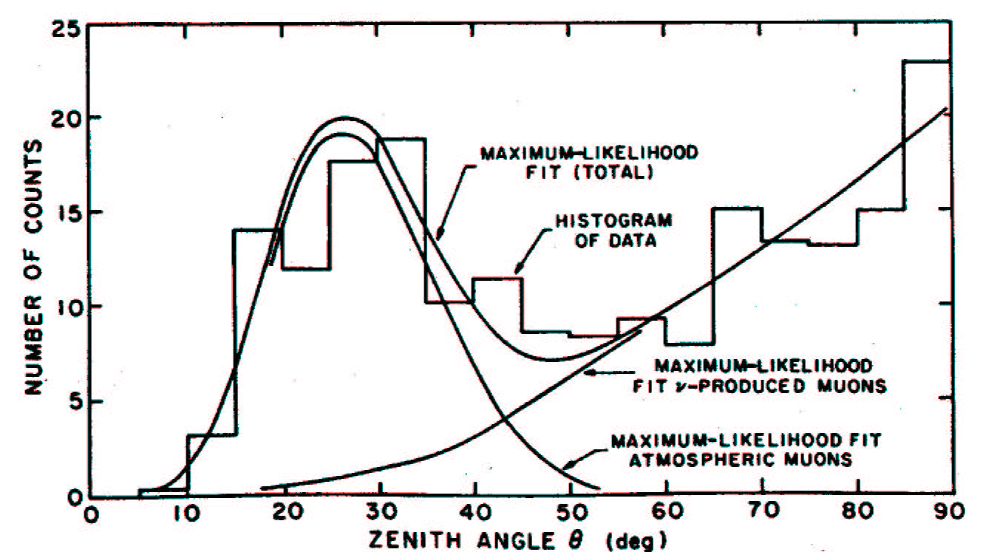 25
20
15
10
5
0
NUMBER OF COUNTS
MAXIMUM-LIKELIHOOD
FIT (TOTAL)
HISTOGRAM
OF DATA
MAXIMUM-LIKELIHOOD
FIT ν-PRODUCED MUONS
MAXIMUM-LIKELIHOOD FIT
ATMOSPHERIC MUONS
0 10 20 30 40 50 60 70 80 90
ZENITH ANGLE θ (deg)